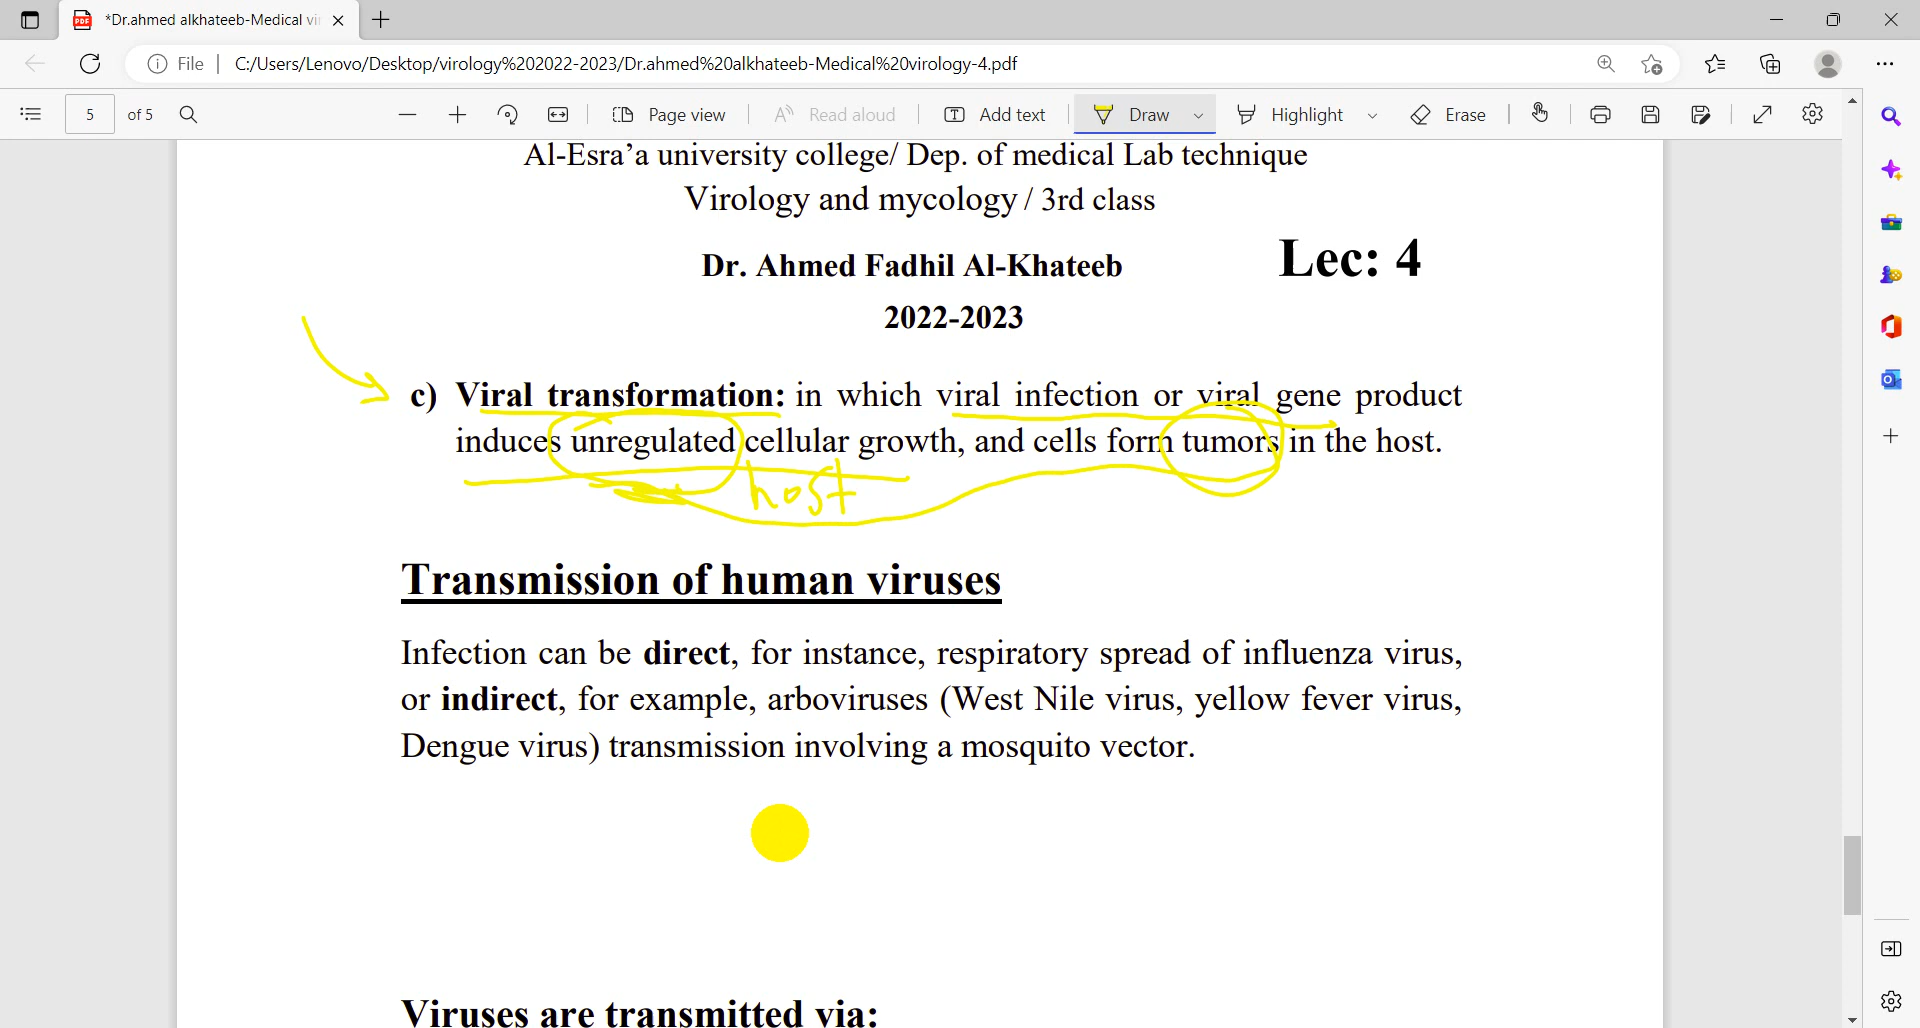 *Dr.ahmed alkhateeb-Medical vi
File
C:/Users/Lenovo/Desktop/virology%202022-2023/Dr.ahmed%20alkhateeb-Medical%20virology-4.pdf
5 of 5
Page view
Read aloud
Add text
Draw
Highlight
Erase
Al-Esra’a university college/ Dep. of medical Lab technique
Virology and mycology / 3rd class
Dr. Ahmed Fadhil Al-Khateeb Lec: 4
2022-2023
c) Viral transformation: in which viral infection or viral gene product
induces unregulated cellular growth, and cells form tumors in the host.
host
Transmission of human viruses
Infection can be direct, for instance, respiratory spread of influenza virus,
or indirect, for example, arboviruses (West Nile virus, yellow fever virus,
Dengue virus) transmission involving a mosquito vector.
Viruses are transmitted via: